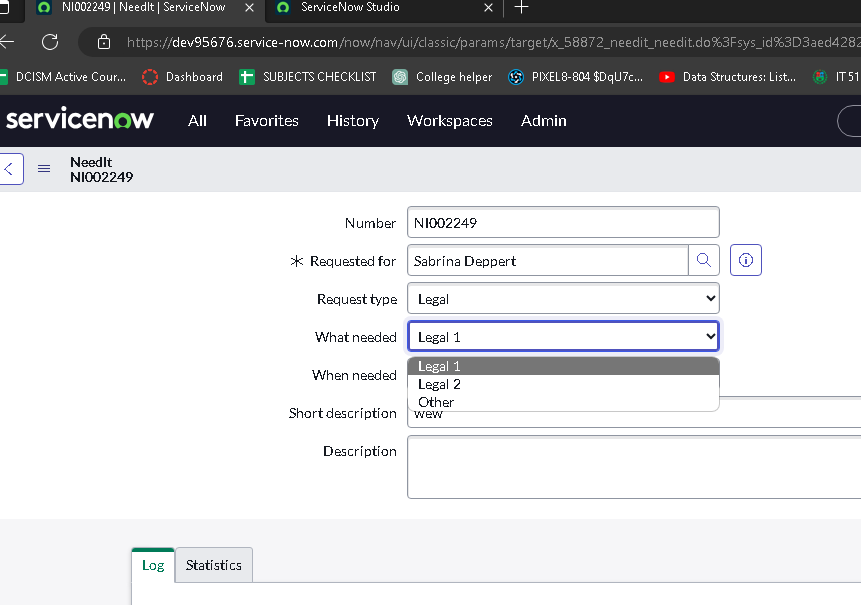 NI002249 | NeedIt | ServiceNow
ServiceNow Studio
https://dev95676.service-now.com/now/nav/ui/classic/params/target/x_58872_needit_needit.do%3Fsys_id%3D3aed4282
DCISM Active Cour... Dashboard SUBJECTS CHECKLIST College helper PIXEL8-804 $DqU7c... Data Structures: List... IT 51
servicenow All Favorites History Workspaces Admin
NeedIt
NI002249
Number NI002249
Requested for Sabrina Deppert
Request type Legal
What needed Legal 1
Legal 1
When needed
Legal 2
Other
Short description wew
Description
Log Statistics